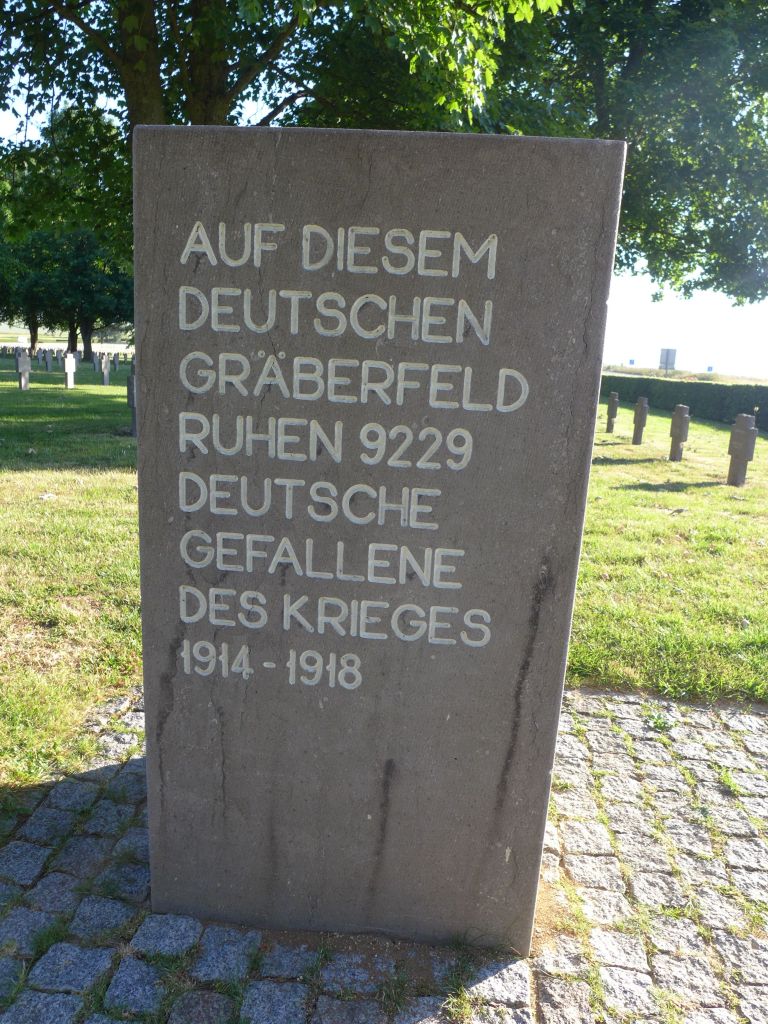 AUF DIESEM
DEUTSCHEN
GRÄBERFELD
RUHEN 9229
DEUTSCHE
GEFALLENE
DES KRIEGES
1914 - 1918